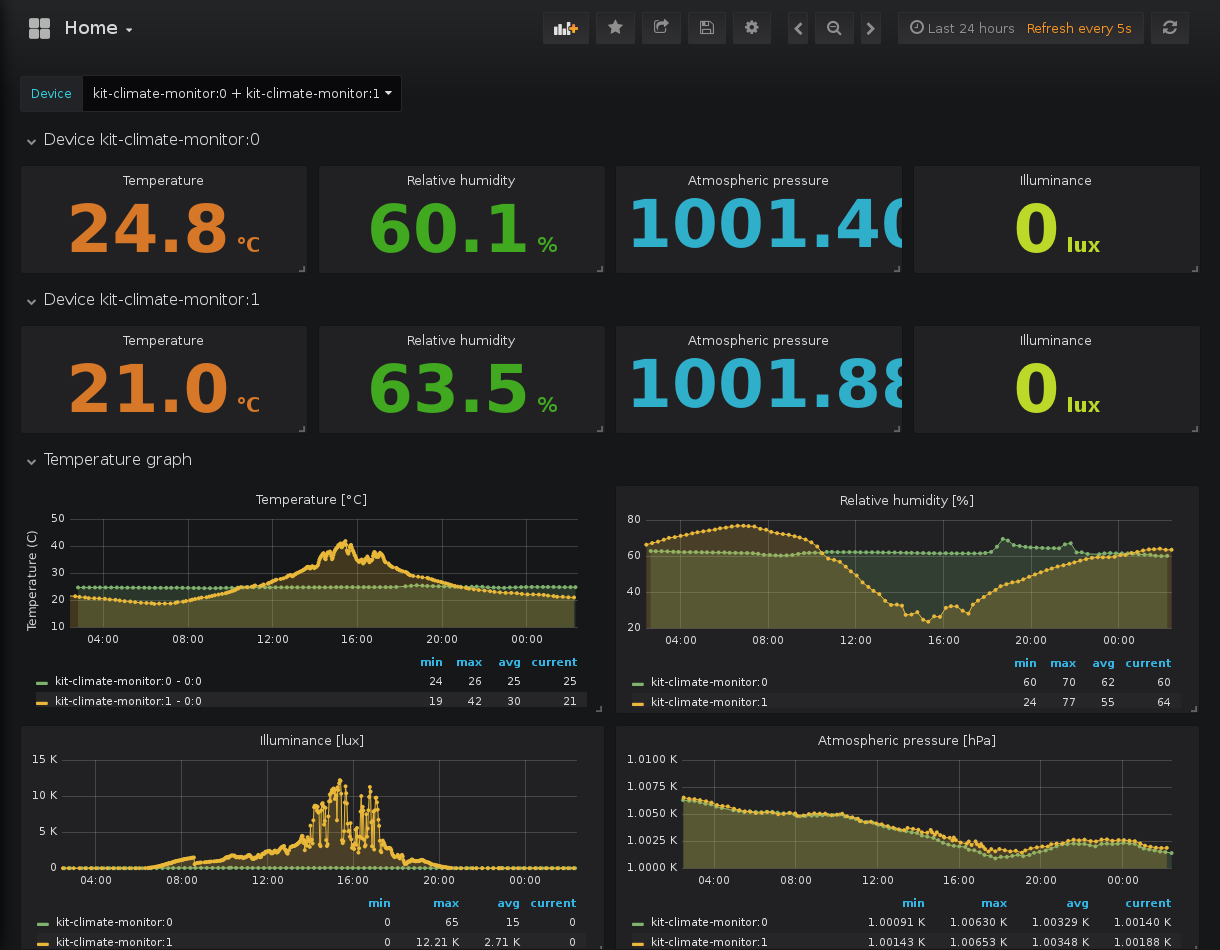 Home
Last 24 hours Refresh every 5s
Device kit-climate-monitor:0 + kit-climate-monitor:1
Device kit-climate-monitor:0
Temperature Relative humidity Atmospheric pressure Illuminance
24.8 °C 60.1 % 1001.40 0 lux
Device kit-climate-monitor:1
Temperature Relative humidity Atmospheric pressure Illuminance
21.0 °C 63.5 % 1001.88 0 lux
Temperature graph
Temperature [°C]
Temperature (C)
50
40
30
20
10
04:00 08:00 12:00 16:00 20:00 00:00
min max avg current
kit-climate-monitor:0 - 0:0 24 26 25 25
kit-climate-monitor:1 - 0:0 19 42 30 21
Relative humidity [%]
80
60
40
20
04:00 08:00 12:00 16:00 20:00 00:00
min max avg current
kit-climate-monitor:0 60 70 62 60
kit-climate-monitor:1 24 77 55 64
Illuminance [lux]
15 K
10 K
5 K
0
04:00 08:00 12:00 16:00 20:00 00:00
min max avg current
kit-climate-monitor:0 0 65 15 0
kit-climate-monitor:1 0 12.21 K 2.71 K 0
Atmospheric pressure [hPa]
1.0100 K
1.0075 K
1.0050 K
1.0025 K
1.0000 K
04:00 08:00 12:00 16:00 20:00 00:00
min max avg current
kit-climate-monitor:0 1.00091 K 1.00630 K 1.00329 K 1.00140 K
kit-climate-monitor:1 1.00143 K 1.00653 K 1.00348 K 1.00188 K